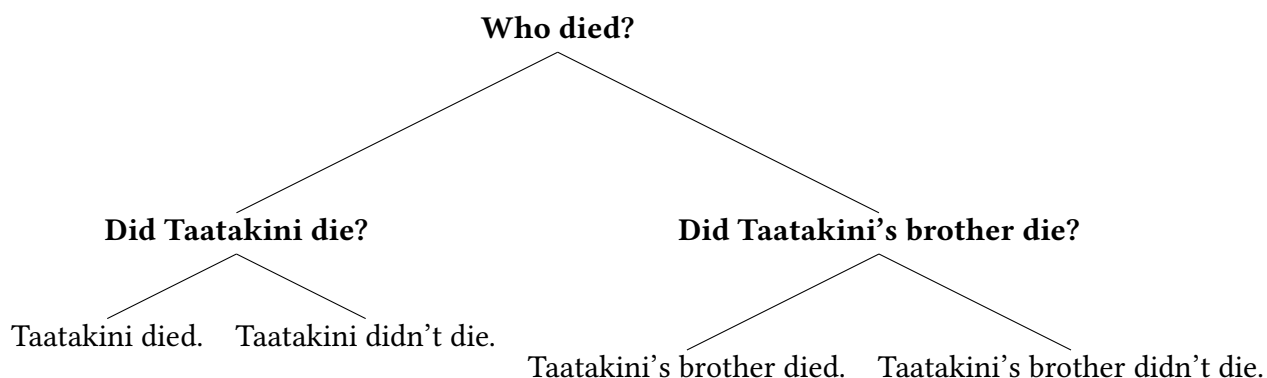 Who died?
Did Taatakini die? Did Taatakini’s brother die?
Taatakini died. Taatakini didn’t die.
Taatakini’s brother died. Taatakini’s brother didn’t die.